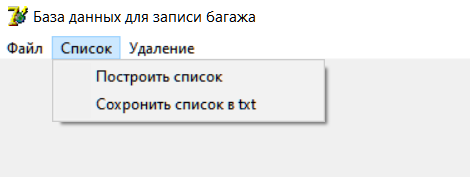 База данных для записи багажа
Файл Список Удаление
Построить список
Сохронить список в txt